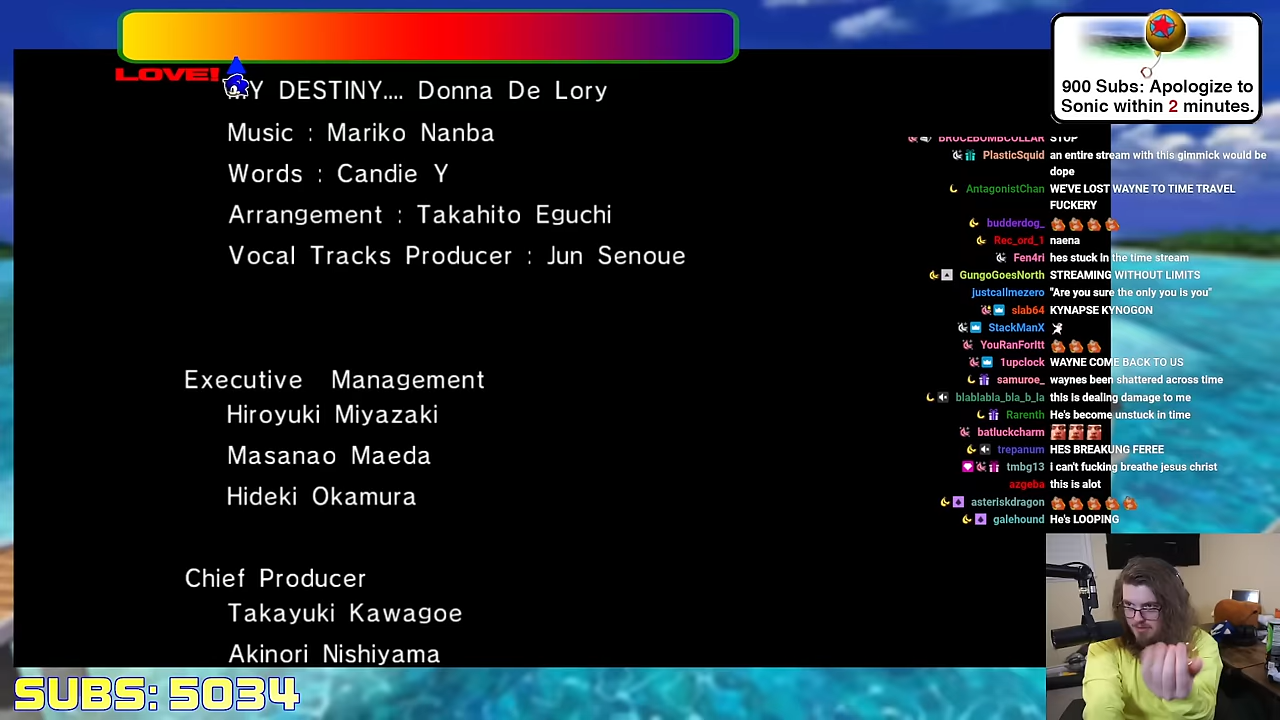 LOVE!
MY DESTINY.... Donna De Lory
Music : Mariko Nanba
Words : Candie Y
Arrangement : Takahito Eguchi
Vocal Tracks Producer : Jun Senoue
Executive Management
Hiroyuki Miyazaki
Masanao Maeda
Hideki Okamura
Chief Producer
Takayuki Kawagoe
Akinori Nishiyama
SUBS: 5034
900 Subs: Apologize to
Sonic within 2 minutes.
BRUCEBOMBCOLLAR STOP
PlasticSquid an entire stream with this gimmick would be
dope
AntagonistChan WE'VE LOST WAYNE TO TIME TRAVEL
FUCKERY
budderdog_
Rec_ord_1 naena
Fen4ri hes stuck in the time stream
GungoGoesNorth STREAMING WITHOUT LIMITS
justcallmezero "Are you sure the only you is you"
slab64 KYNAPSE KYNOGON
StackManX
YouRanForItt
1upclock WAYNE COME BACK TO US
samuroe_ waynes been shattered across time
blablabla_bla_b_la this is dealing damage to me
Rarenth He's become unstuck in time
batluckcharm
trepanum HES BREAKUNG FEREE
tmbg13 i can't fucking breathe jesus christ
azgeba this is alot
asteriskdragon
galehound He's LOOPING